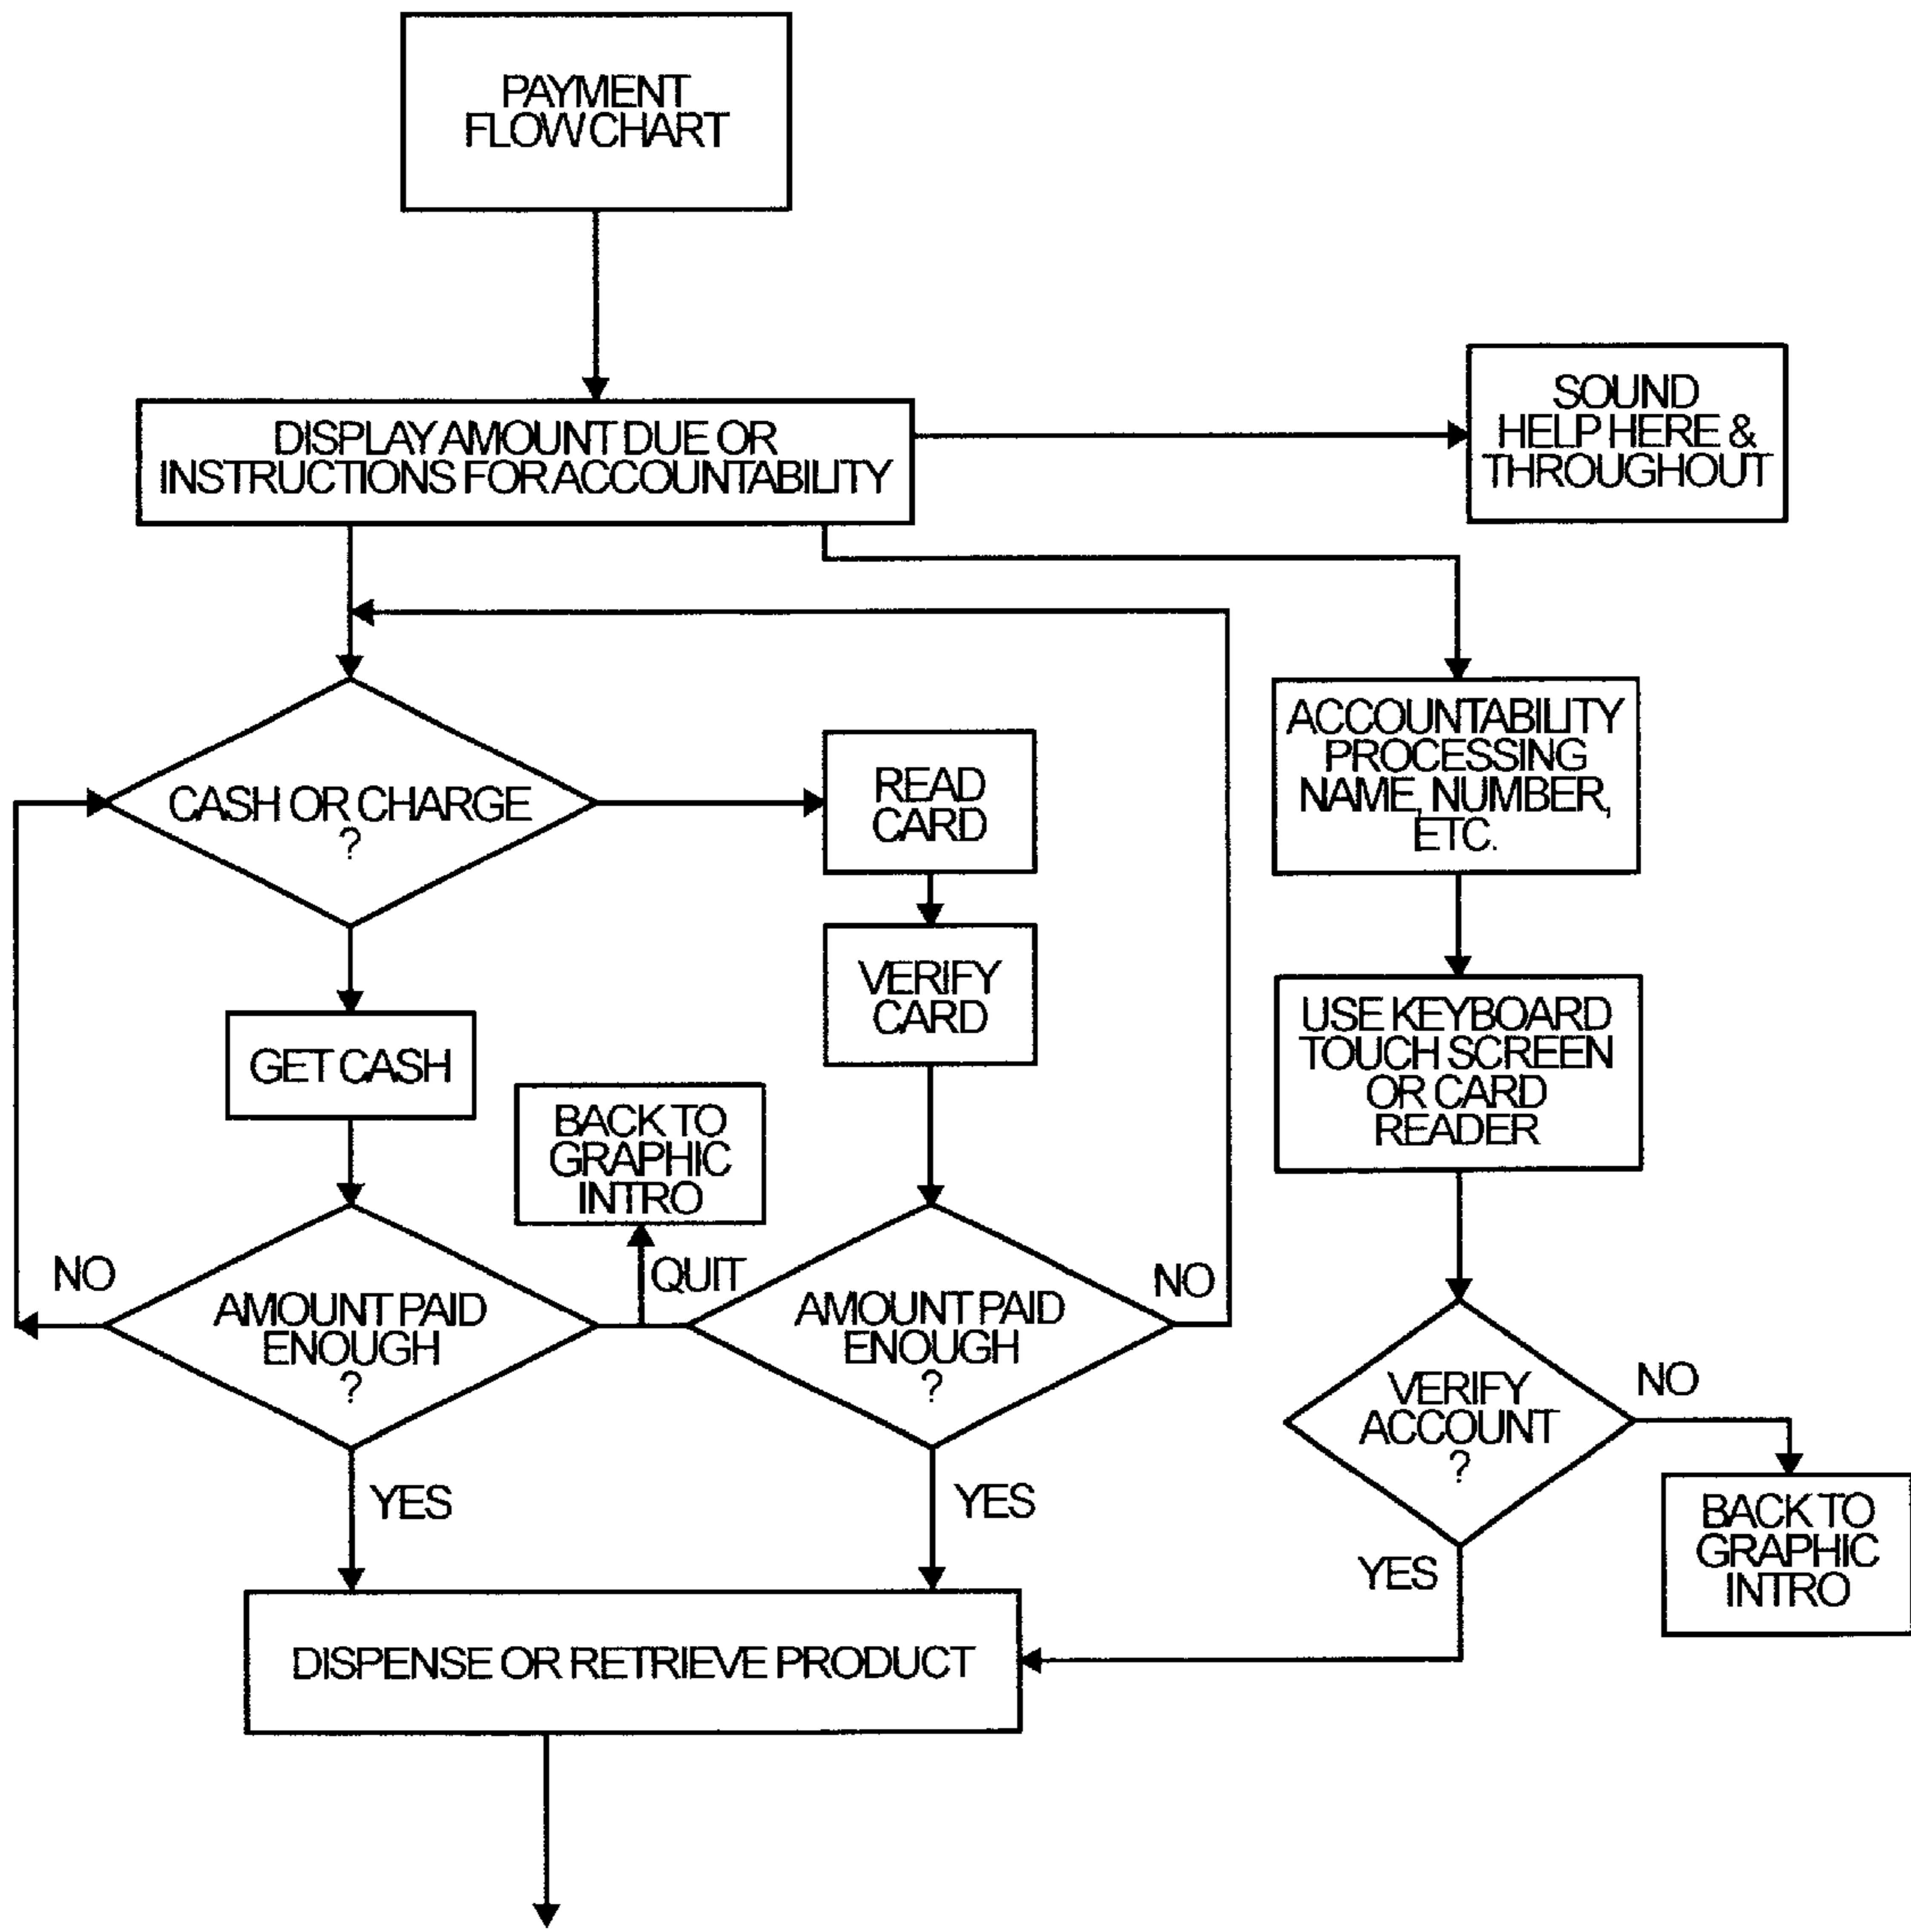 PAYMENT
FLOW CHART
DISPLAY AMOUNT DUE OR
INSTRUCTIONS FOR ACCOUNTABILITY
SOUND
HELP HERE &
THROUGHOUT
CASH OR CHARGE
?
READ
CARD
ACCOUNTABILITY
PROCESSING
NAME, NUMBER,
ETC.
VERIFY
CARD
GET CASH
USE KEYBOARD
TOUCH SCREEN
OR CARD
READER
BACK TO
GRAPHIC
INTRO
NO
QUIT
NO
AMOUNT PAID
ENOUGH
?
AMOUNT PAID
ENOUGH
?
VERIFY
ACCOUNT
?
NO
YES
YES
YES
BACK TO
GRAPHIC
INTRO
DISPENSE OR RETRIEVE PRODUCT